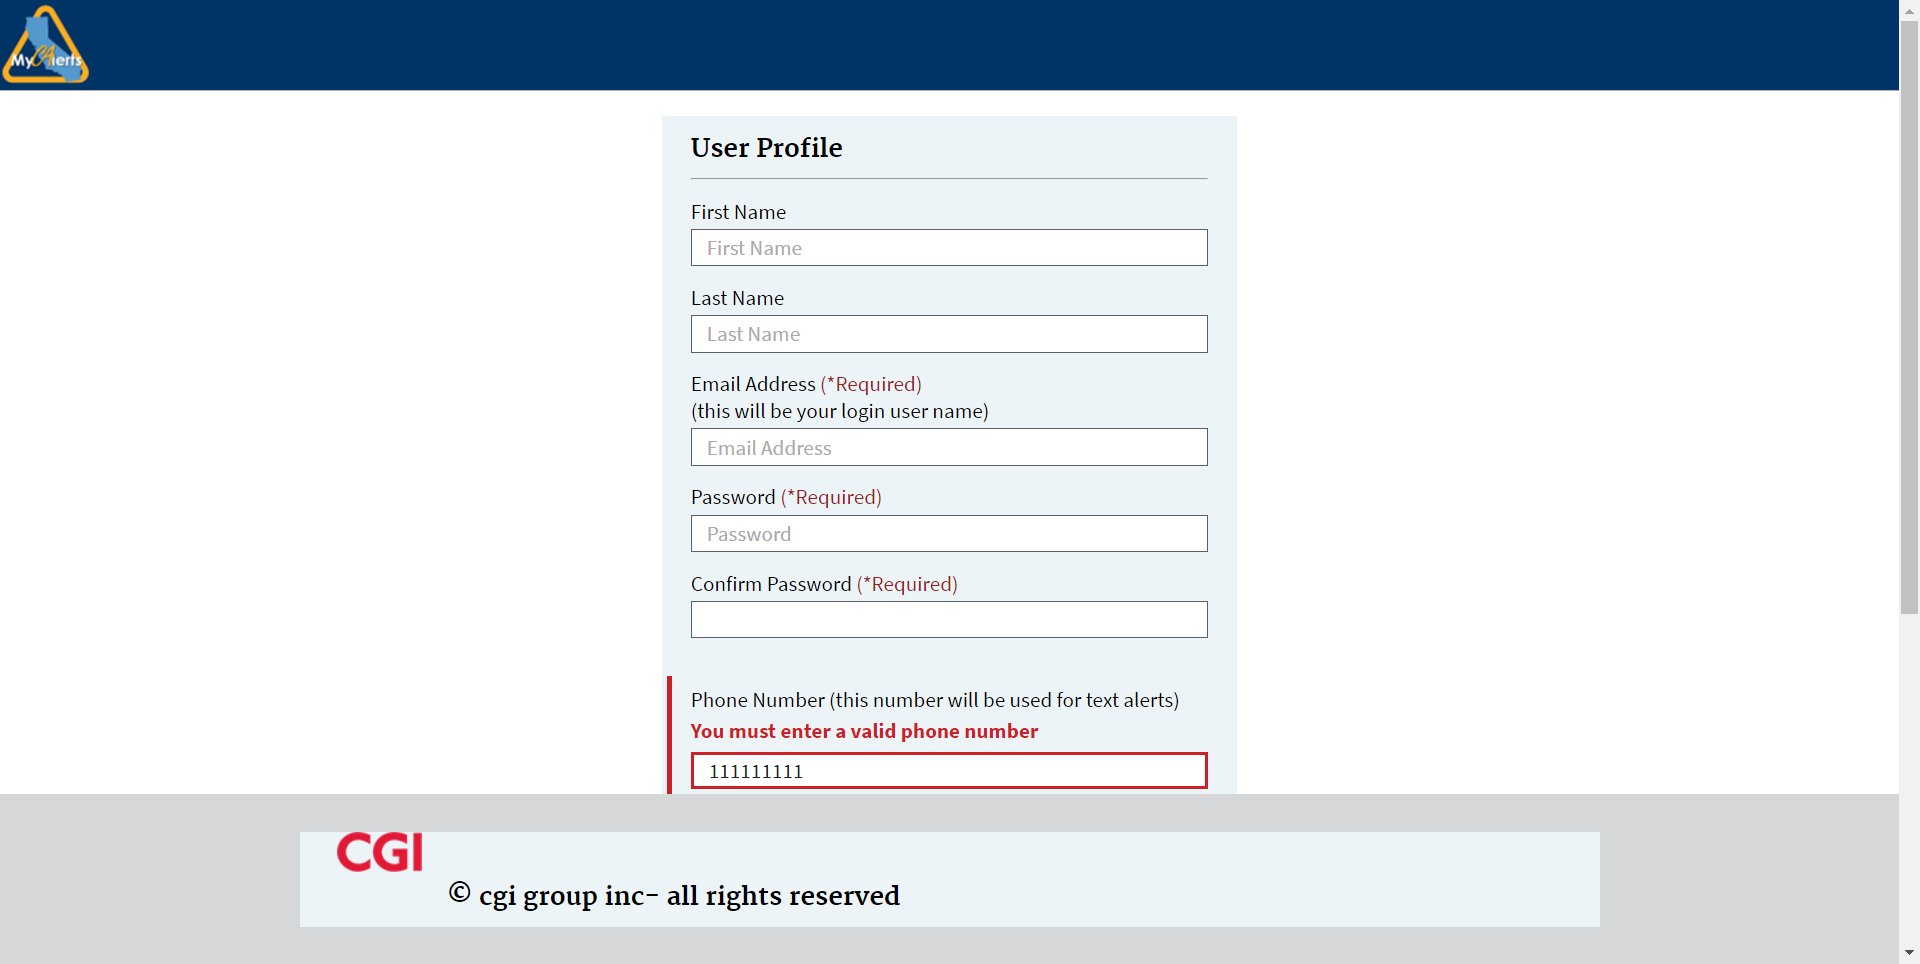 MyCAlerts
User Profile
First Name
First Name
Last Name
Last Name
Email Address (*Required)
(this will be your login user name)
Email Address
Password (*Required)
Password
Confirm Password (*Required)
Phone Number (this number will be used for text alerts)
You must enter a valid phone number
111111111
CGI
© cgi group inc- all rights reserved